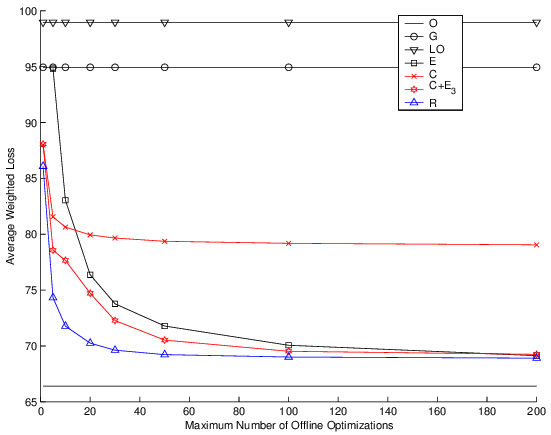 100
95
90
85
80
75
70
65
0
20
40
60
80
100
120
140
160
180
200
Average Weighted Loss
Maximum Number of Offline Optimizations
O
G
LO
E
C
C+E3
R